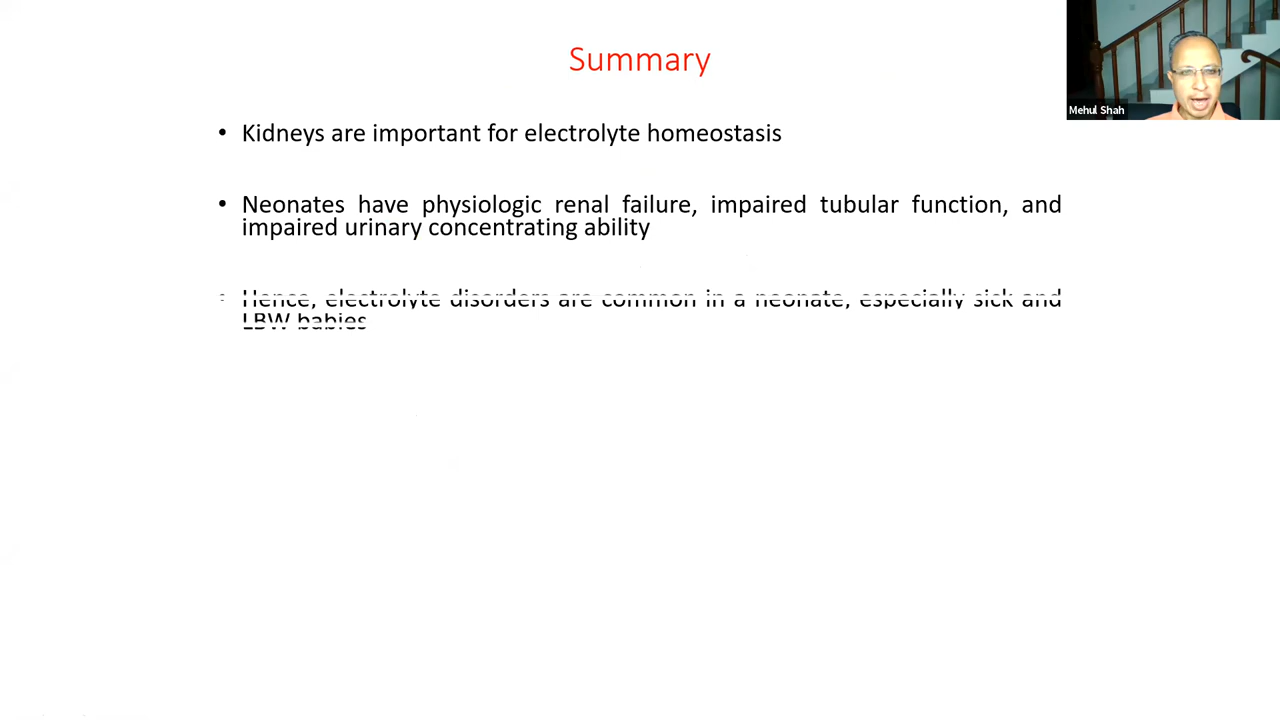 Summary
Mehul Shah
• Kidneys are important for electrolyte homeostasis
• Neonates have physiologic renal failure, impaired tubular function, and
impaired urinary concentrating ability
• Hence, electrolyte disorders are common in a neonate, especially sick and
LBW babies